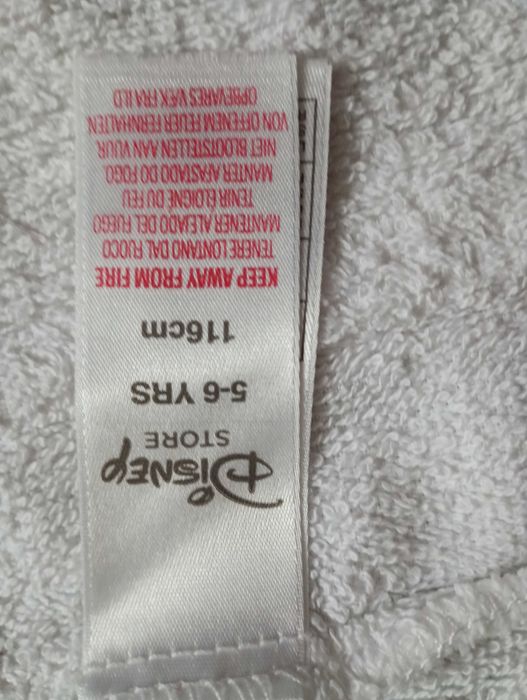 Disney
STORE
5-6 YRS
116cm
KEEP AWAY FROM FIRE
TENERE LONTANO DAL FUOCO
MANTENER ALEJADO DEL FUEGO
TENIR ÉLOIGNÉ DU FEU
MANTER AFASTADO DO FOGO
NIET BLOOTSTELLEN AAN VUUR
VON OFFENEM FEUER FERNHALTEN
OPBEVARES VÆK FRA ILD